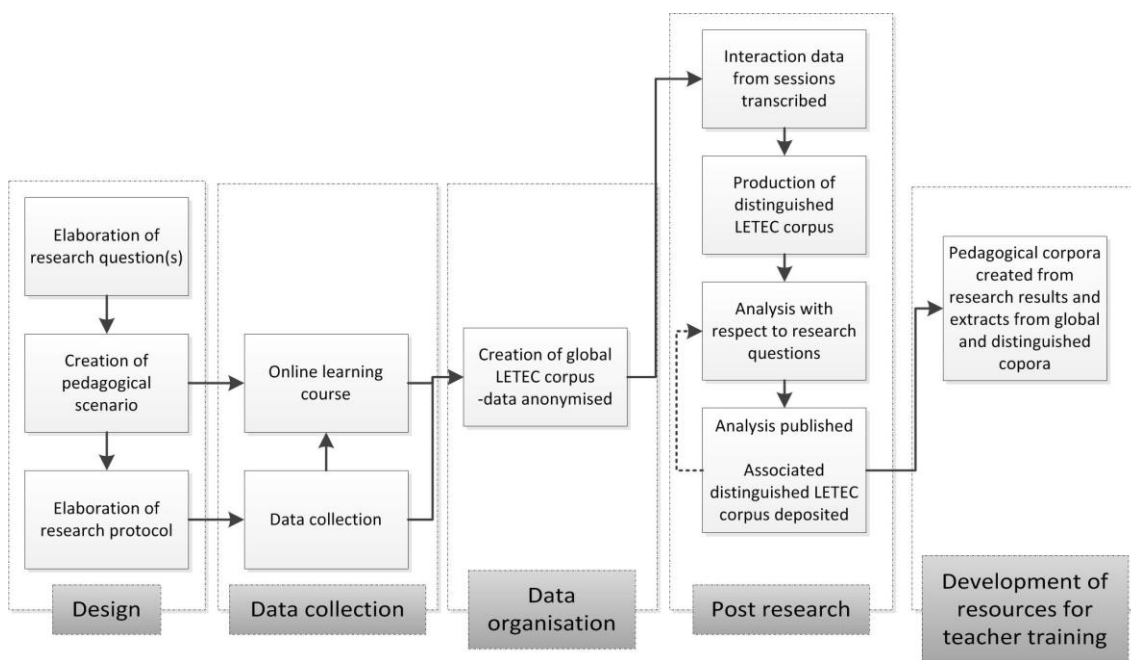 Elaboration of
research question(s)
Creation of
pedagogical
scenario
Elaboration of
research protocol
Design
Online learning
course
Data collection
Data collection
Creation of global
LETEC corpus
-data anonymised
Data
organisation
Interaction data
from sessions
transcribed
Production of
distinguished
LETEC corpus
Analysis with
respect to research
questions
Analysis published
Associated
distinguished LETEC
corpus deposited
Post research
Pedagogical corpora
created from
research results and
extracts from global
and distinguished
copora
Development of
resources for
teacher training